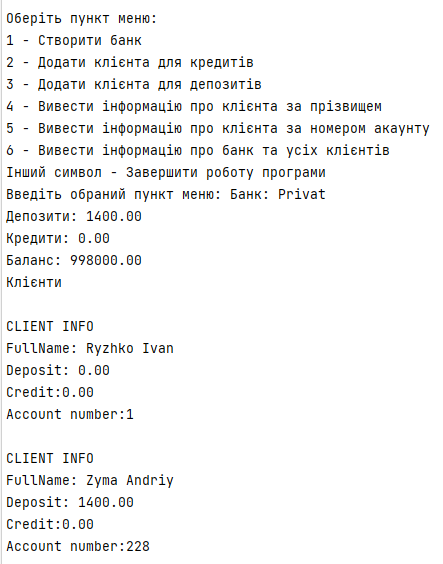 Оберіть пункт меню:
1 - Створити банк
2 - Додати клієнта для кредитів
3 - Додати клієнта для депозитів
4 - Вивести інформацію про клієнта за прізвищем
5 - Вивести інформацію про клієнта за номером акаунту
6 - Вивести інформацію про банк та усіх клієнтів
Інший символ - Завершити роботу програми
Введіть обраний пункт меню: Банк: Privat
Депозити: 1400.00
Кредити: 0.00
Баланс: 998000.00
Клієнти
CLIENT INFO
FullName: Ryzhko Ivan
Deposit: 0.00
Credit:0.00
Account number:1
CLIENT INFO
FullName: Zyma Andriy
Deposit: 1400.00
Credit:0.00
Account number:228